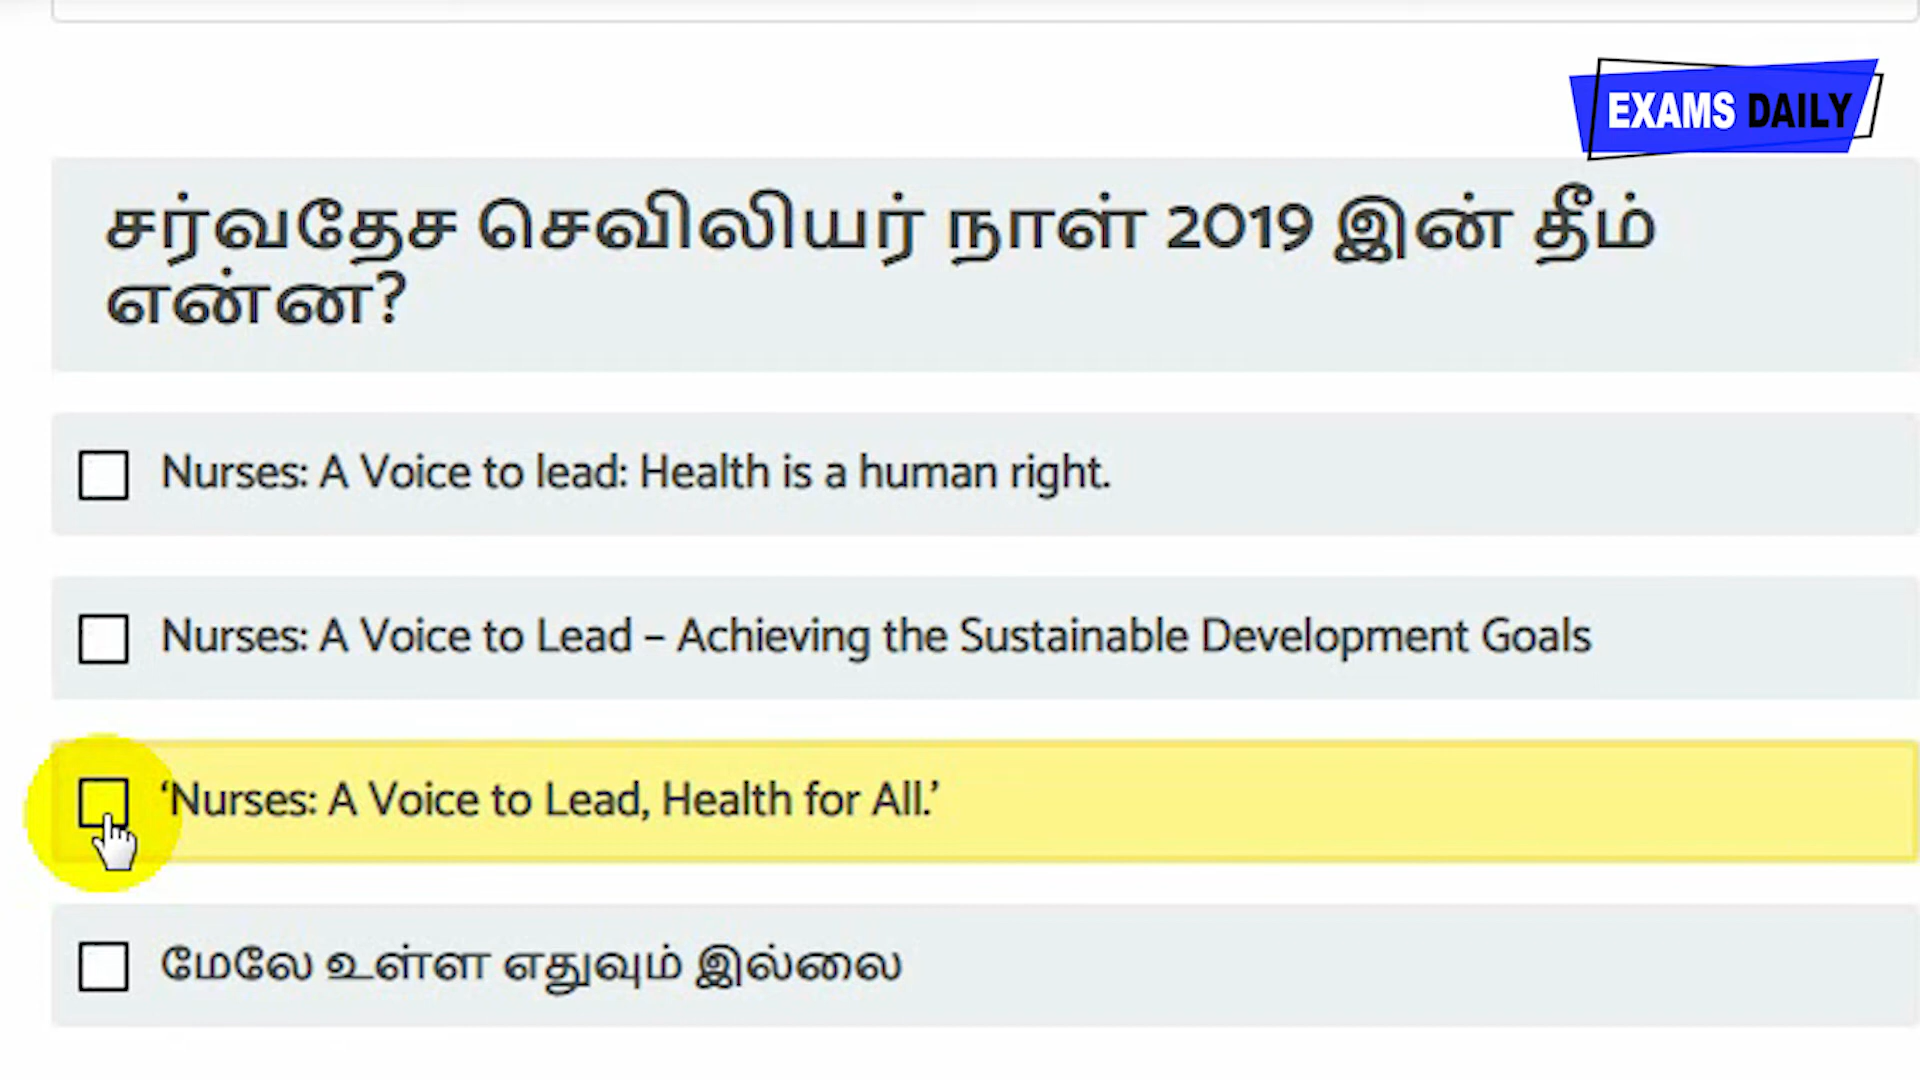 EXAMS DAILY
சர்வதேச செவிலியர் நாள் 2019 இன் தீம்
என்ன?
Nurses: A Voice to lead: Health is a human right.
Nurses: A Voice to Lead – Achieving the Sustainable Development Goals
‘Nurses: A Voice to Lead, Health for All.’
மேலே உள்ள எதுவும் இல்லை